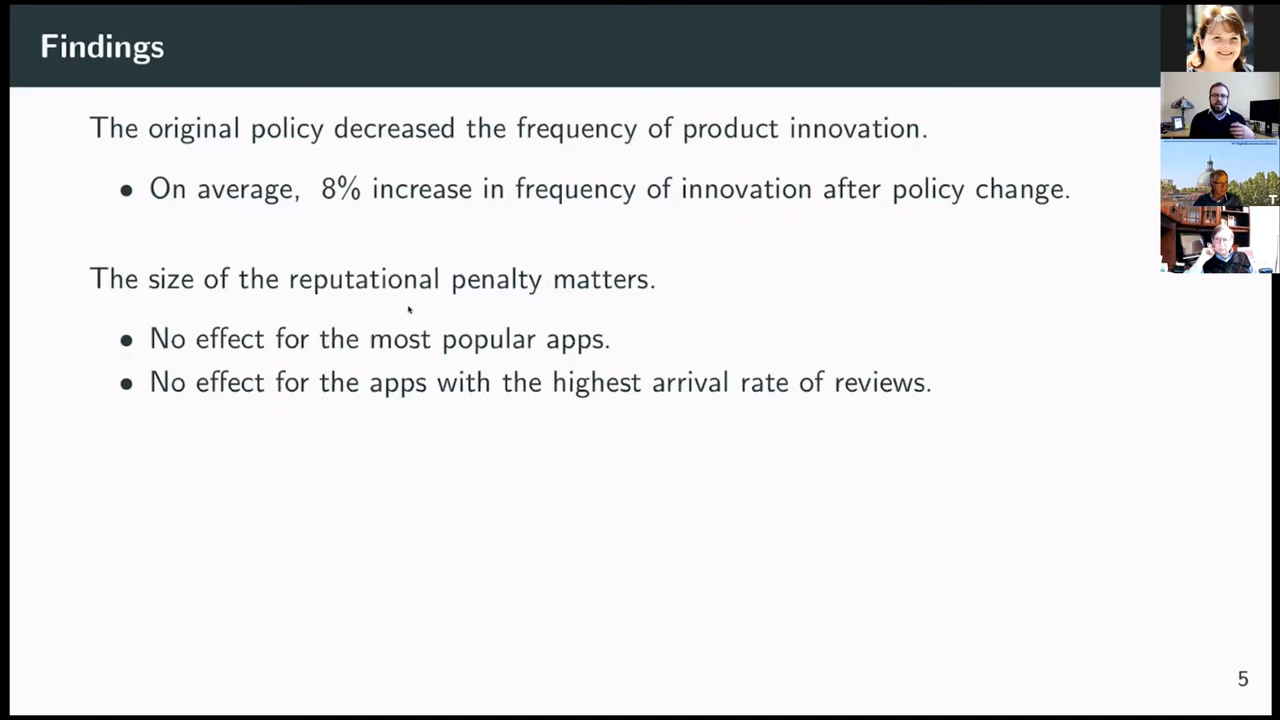 Findings
The original policy decreased the frequency of product innovation.
• On average, 8% increase in frequency of innovation after policy change.
The size of the reputational penalty matters.
• No effect for the most popular apps.
• No effect for the apps with the highest arrival rate of reviews.
5